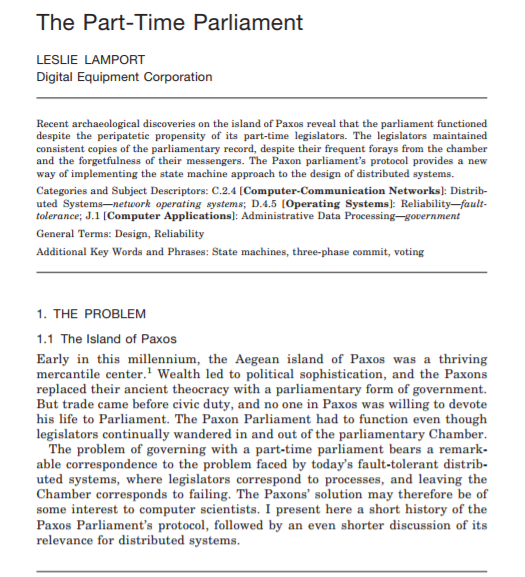 The Part-Time Parliament
LESLIE LAMPORT
Digital Equipment Corporation
Recent archaeological discoveries on the island of Paxos reveal that the parliament functioned
despite the peripatetic propensity of its part-time legislators. The legislators maintained
consistent copies of the parliamentary record, despite their frequent forays from the chamber
and the forgetfulness of their messengers. The Paxon parliament's protocol provides a new
way of implementing the state machine approach to the design of distributed systems.
Categories and Subject Descriptors: C.2.4 [Computer-Communication Networks]: Distrib-
uted Systems—network operating systems; D.4.5 [Operating Systems]: Reliability—fault-
tolerance; J.1 [Computer Applications]: Administrative Data Processing—government
General Terms: Design, Reliability
Additional Key Words and Phrases: State machines, three-phase commit, voting
1. THE PROBLEM
1.1 The Island of Paxos
Early in this millennium, the Aegean island of Paxos was a thriving
mercantile center.1 Wealth led to political sophistication, and the Paxons
replaced their ancient theocracy with a parliamentary form of government.
But trade came before civic duty, and no one in Paxos was willing to devote
his life to Parliament. The Paxon Parliament had to function even though
legislators continually wandered in and out of the parliamentary Chamber.
The problem of governing with a part-time parliament bears a remark-
able correspondence to the problem faced by today's fault-tolerant distrib-
uted systems, where legislators correspond to processes, and leaving the
Chamber corresponds to failing. The Paxons' solution may therefore be of
some interest to computer scientists. I present here a short history of the
Paxos Parliament's protocol, followed by an even shorter discussion of its
relevance for distributed systems.